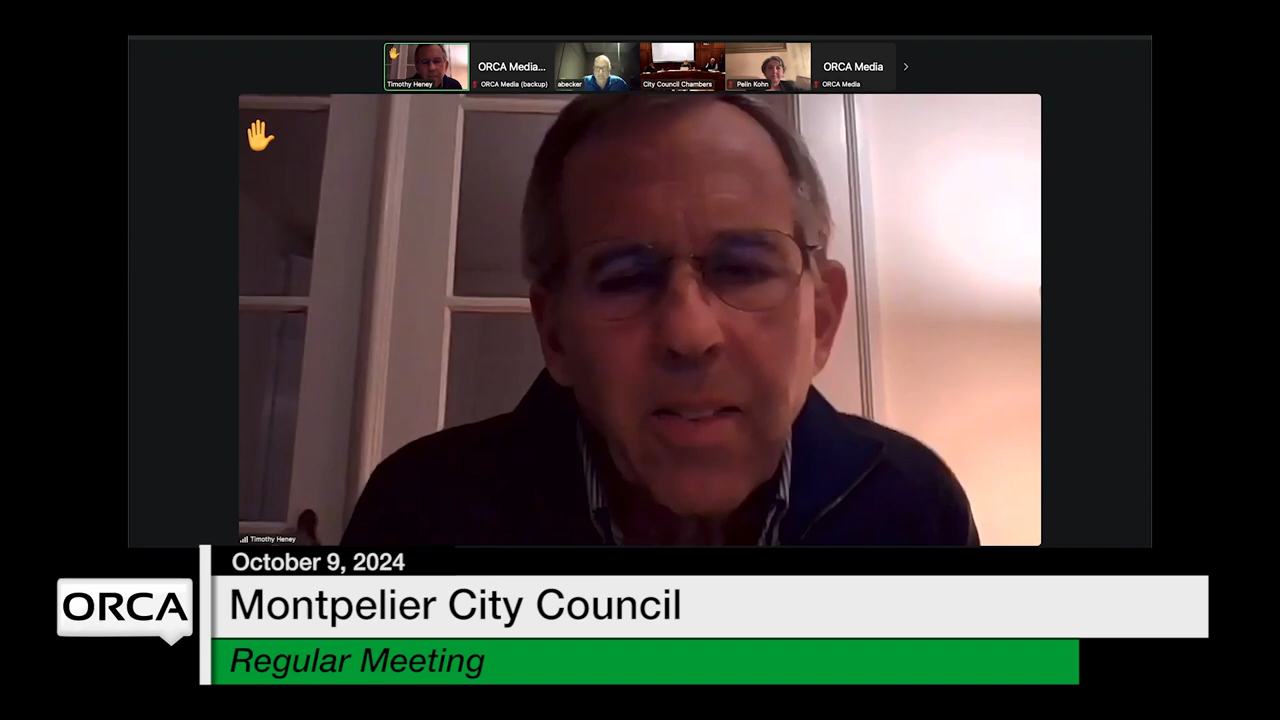 ORCA Media...
ORCA Media
Timothy Heney
ORCA Media (backup)
abecker
City Council Chambers
Pelin Kohn
ORCA Media
Timothy Heney
October 9, 2024
ORCA
Montpelier City Council
Regular Meeting